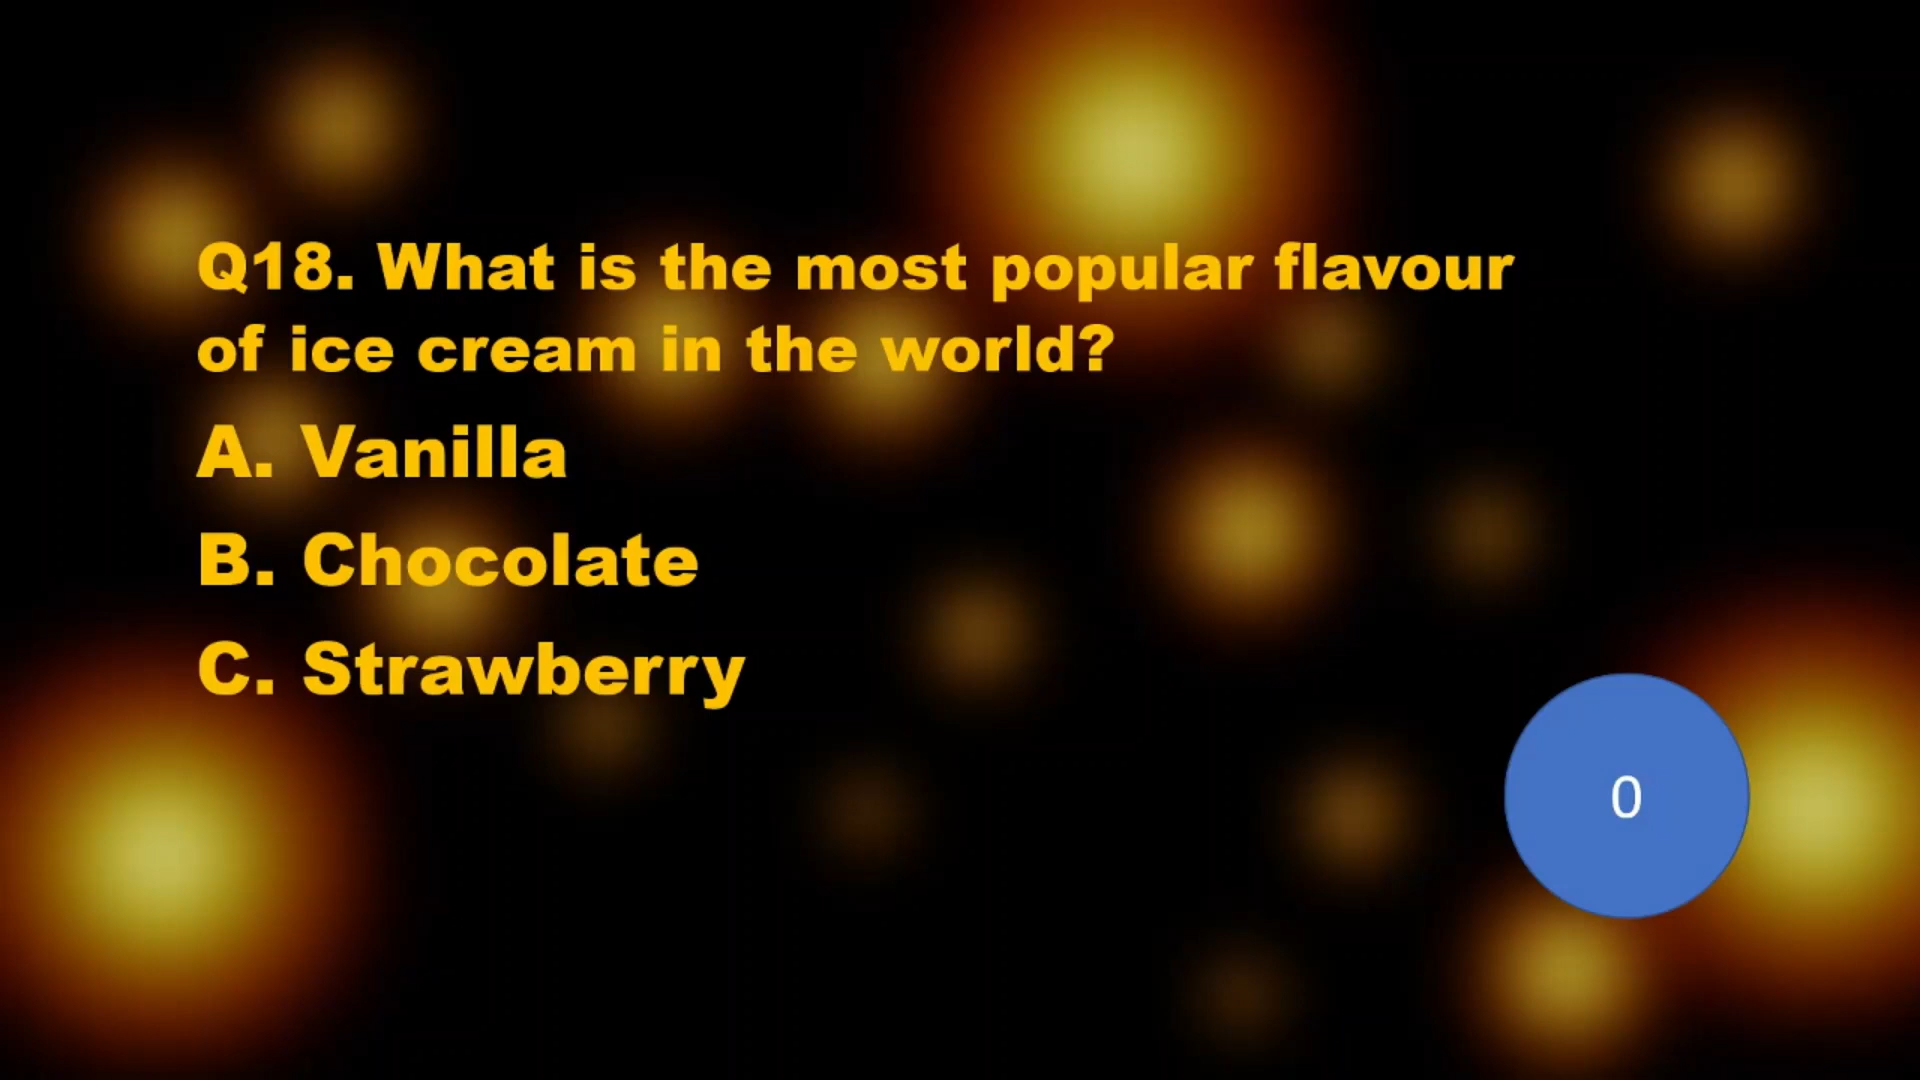 Q18. What is the most popular flavour
of ice cream in the world?
A. Vanilla
B. Chocolate
C. Strawberry
0